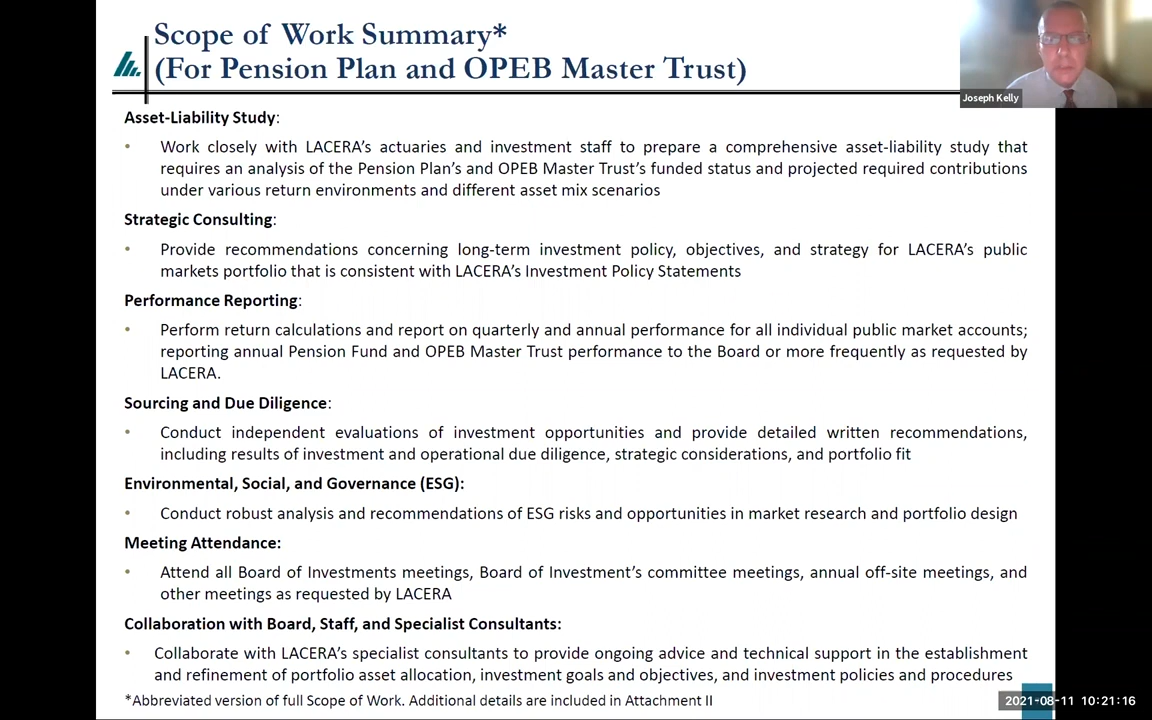 Scope of Work Summary*
(For Pension Plan and OPEB Master Trust)
Joseph Kelly
Asset-Liability Study:
• Work closely with LACERA’s actuaries and investment staff to prepare a comprehensive asset-liability study that
requires an analysis of the Pension Plan’s and OPEB Master Trust’s funded status and projected required contributions
under various return environments and different asset mix scenarios
Strategic Consulting:
• Provide recommendations concerning long-term investment policy, objectives, and strategy for LACERA’s public
markets portfolio that is consistent with LACERA’s Investment Policy Statements
Performance Reporting:
• Perform return calculations and report on quarterly and annual performance for all individual public market accounts;
reporting annual Pension Fund and OPEB Master Trust performance to the Board or more frequently as requested by
LACERA.
Sourcing and Due Diligence:
• Conduct independent evaluations of investment opportunities and provide detailed written recommendations,
including results of investment and operational due diligence, strategic considerations, and portfolio fit
Environmental, Social, and Governance (ESG):
• Conduct robust analysis and recommendations of ESG risks and opportunities in market research and portfolio design
Meeting Attendance:
• Attend all Board of Investments meetings, Board of Investment’s committee meetings, annual off-site meetings, and
other meetings as requested by LACERA
Collaboration with Board, Staff, and Specialist Consultants:
• Collaborate with LACERA’s specialist consultants to provide ongoing advice and technical support in the establishment
and refinement of portfolio asset allocation, investment goals and objectives, and investment policies and procedures
*Abbreviated version of full Scope of Work. Additional details are included in Attachment II
2021-08-11 10:21:16